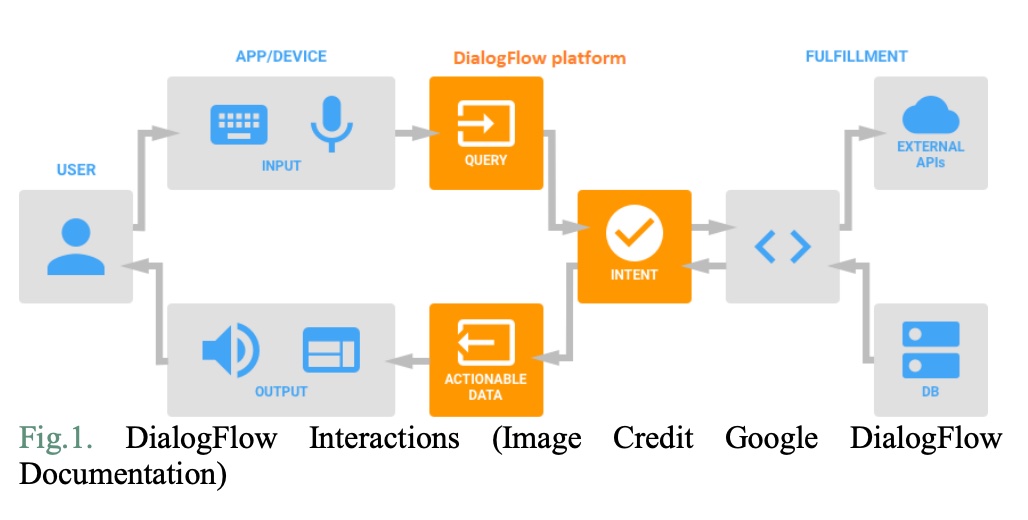 APP/DEVICE
DialogFlow platform
FULFILLMENT
USER
INPUT
QUERY
EXTERNAL
APIs
INTENT
OUTPUT
ACTIONABLE
DATA
DB
Fig.1. DialogFlow Interactions (Image Credit Google DialogFlow
Documentation)